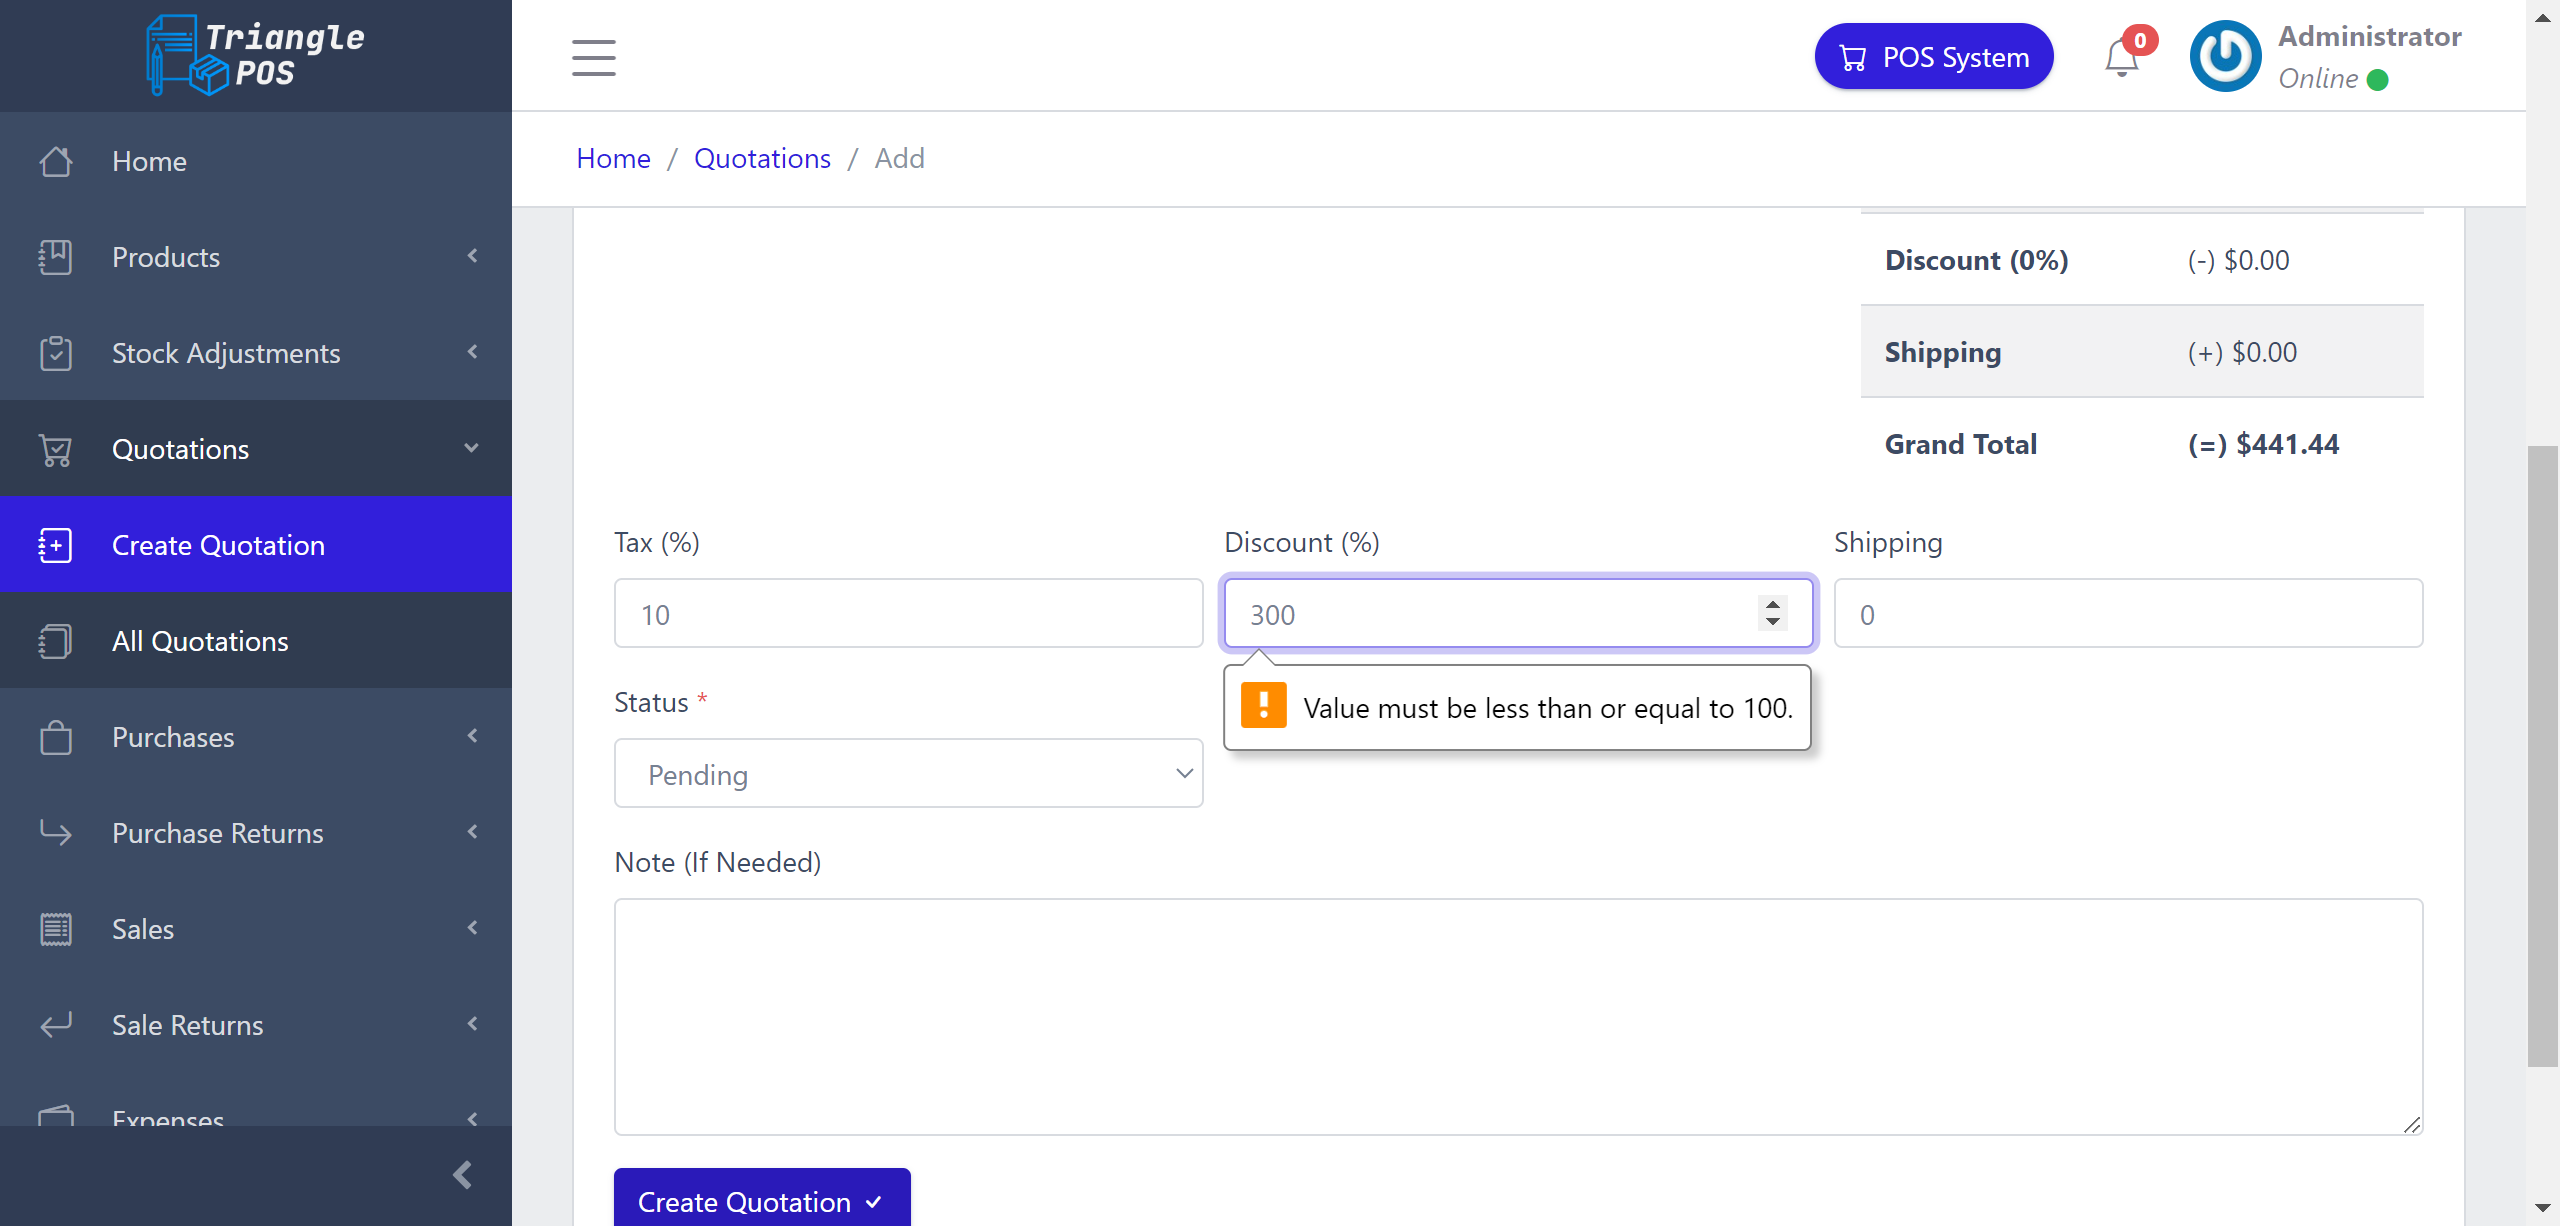 Triangle
POS
POS System
0
Administrator
Online
Home / Quotations / Add
Home
Products
Stock Adjustments
Quotations
Create Quotation
All Quotations
Purchases
Purchase Returns
Sales
Sale Returns
Expenses
Discount (0%) (-) $0.00
Shipping (+) $0.00
Grand Total (=) $441.44
Tax (%)
10
Discount (%)
300
Shipping
0
Value must be less than or equal to 100.
Status *
Pending
Note (If Needed)
Create Quotation